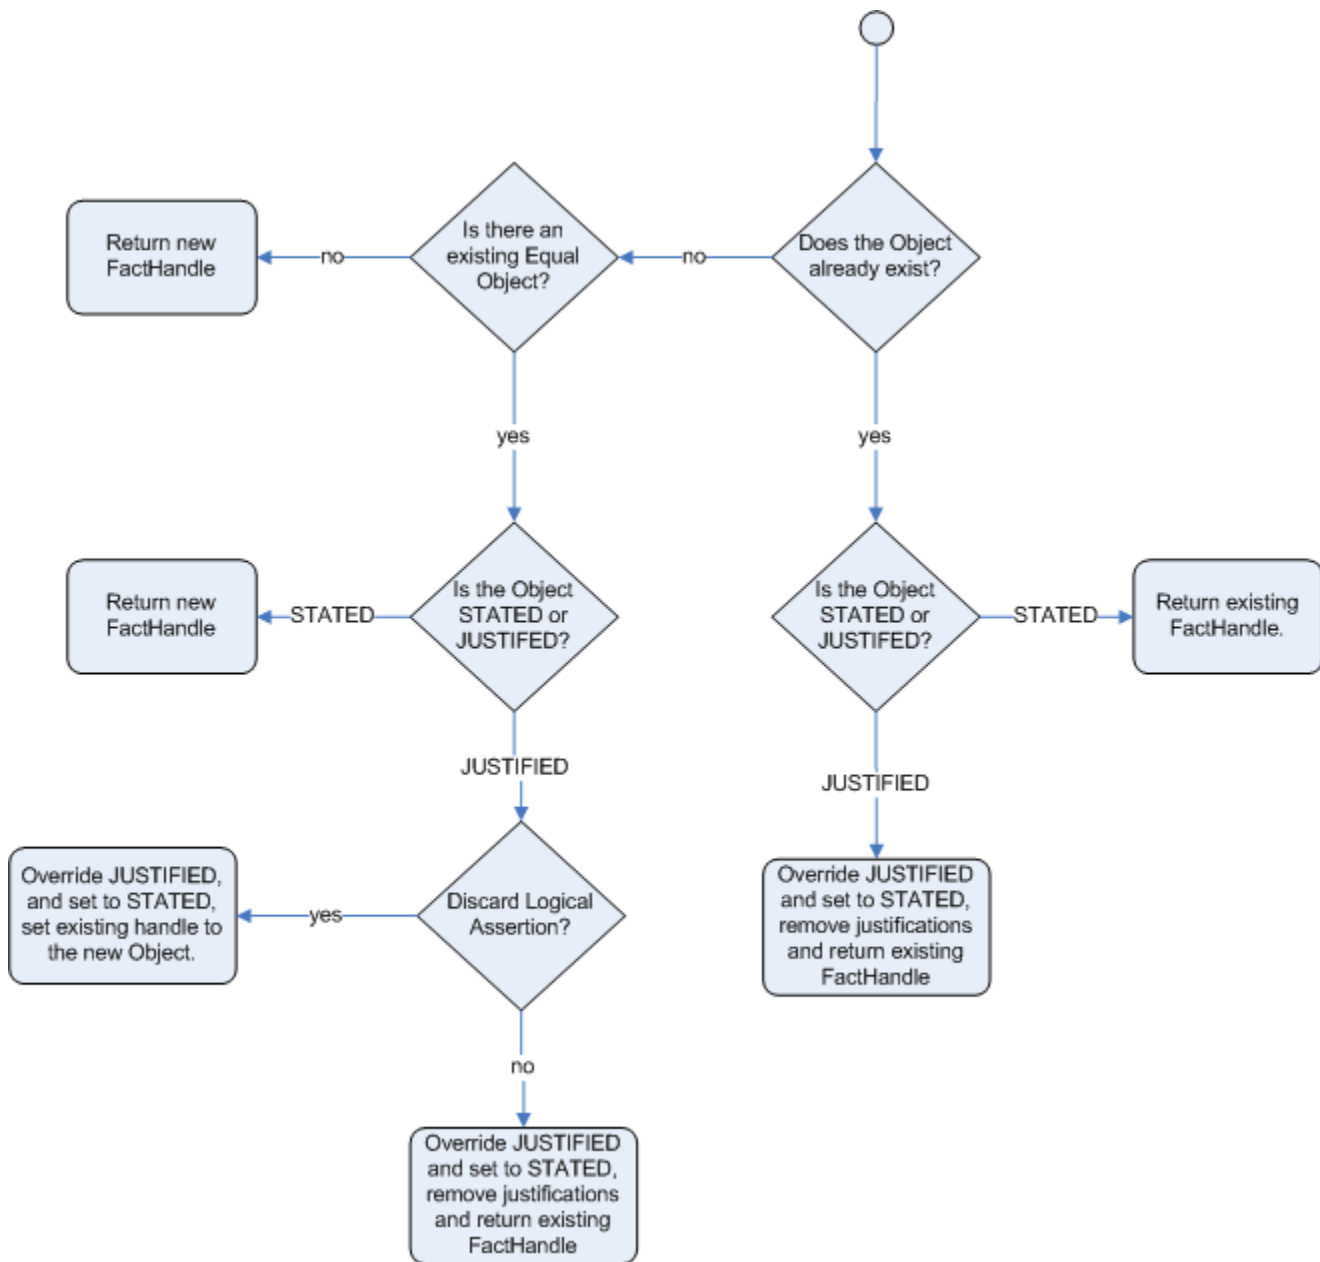 Is there an
existing Equal
Object?
Does the Object
already exist?
Return new
FactHandle
no
no
yes
yes
Return new
FactHandle
STATED
Is the Object
STATED or
JUSTIFED?
Is the Object
STATED or
JUSTIFED?
STATED
Return existing
FactHandle.
JUSTIFIED
JUSTIFIED
Override JUSTIFIED,
and set to STATED,
set existing handle to
the new Object.
yes
Discard Logical
Assertion?
Override JUSTIFIED
and set to STATED,
remove justifications
and return existing
FactHandle
no
Override JUSTIFIED
and set to STATED,
remove justifications
and return existing
FactHandle